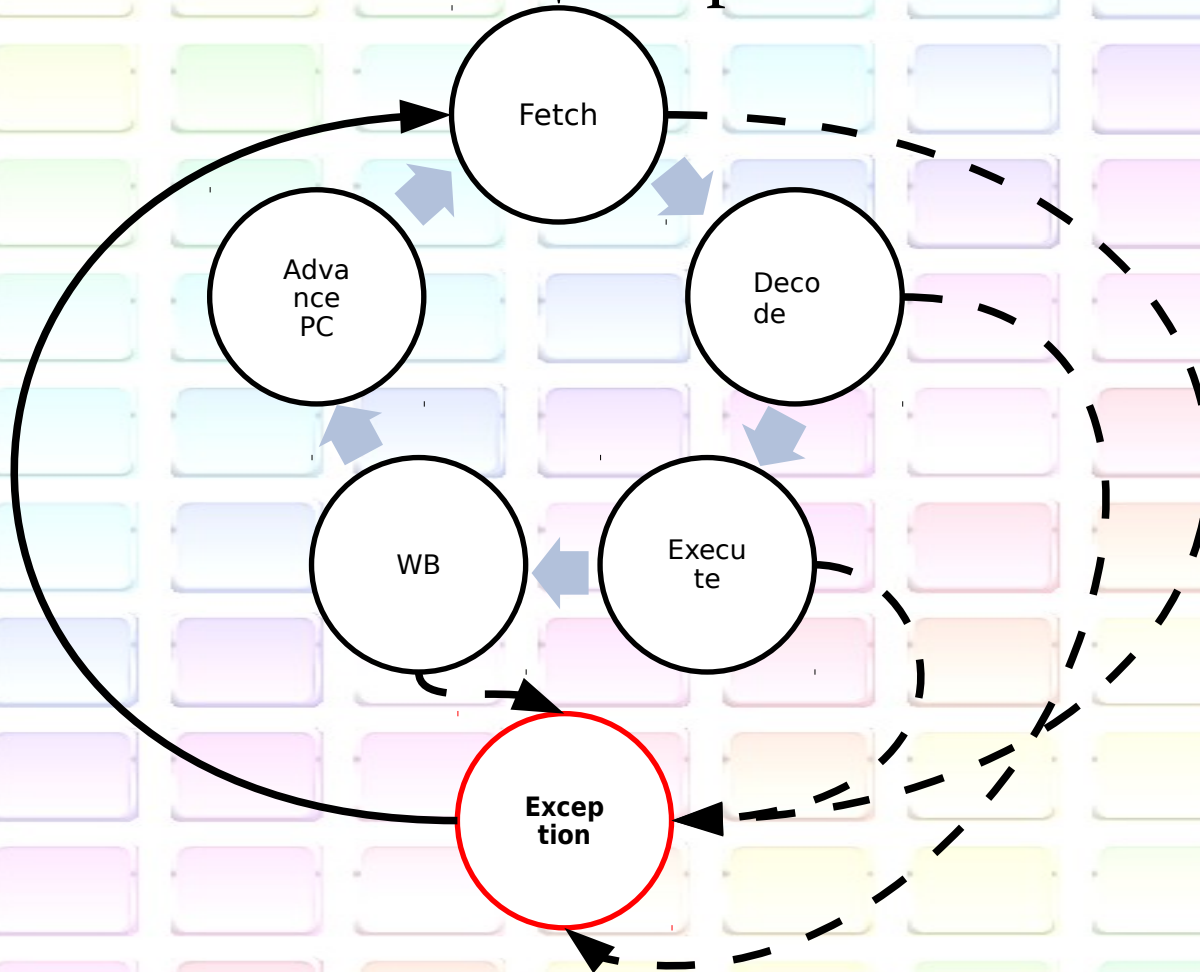 Fetch
Adva
nce
PC
Deco
de
WB
Execu
te
Excep
tion